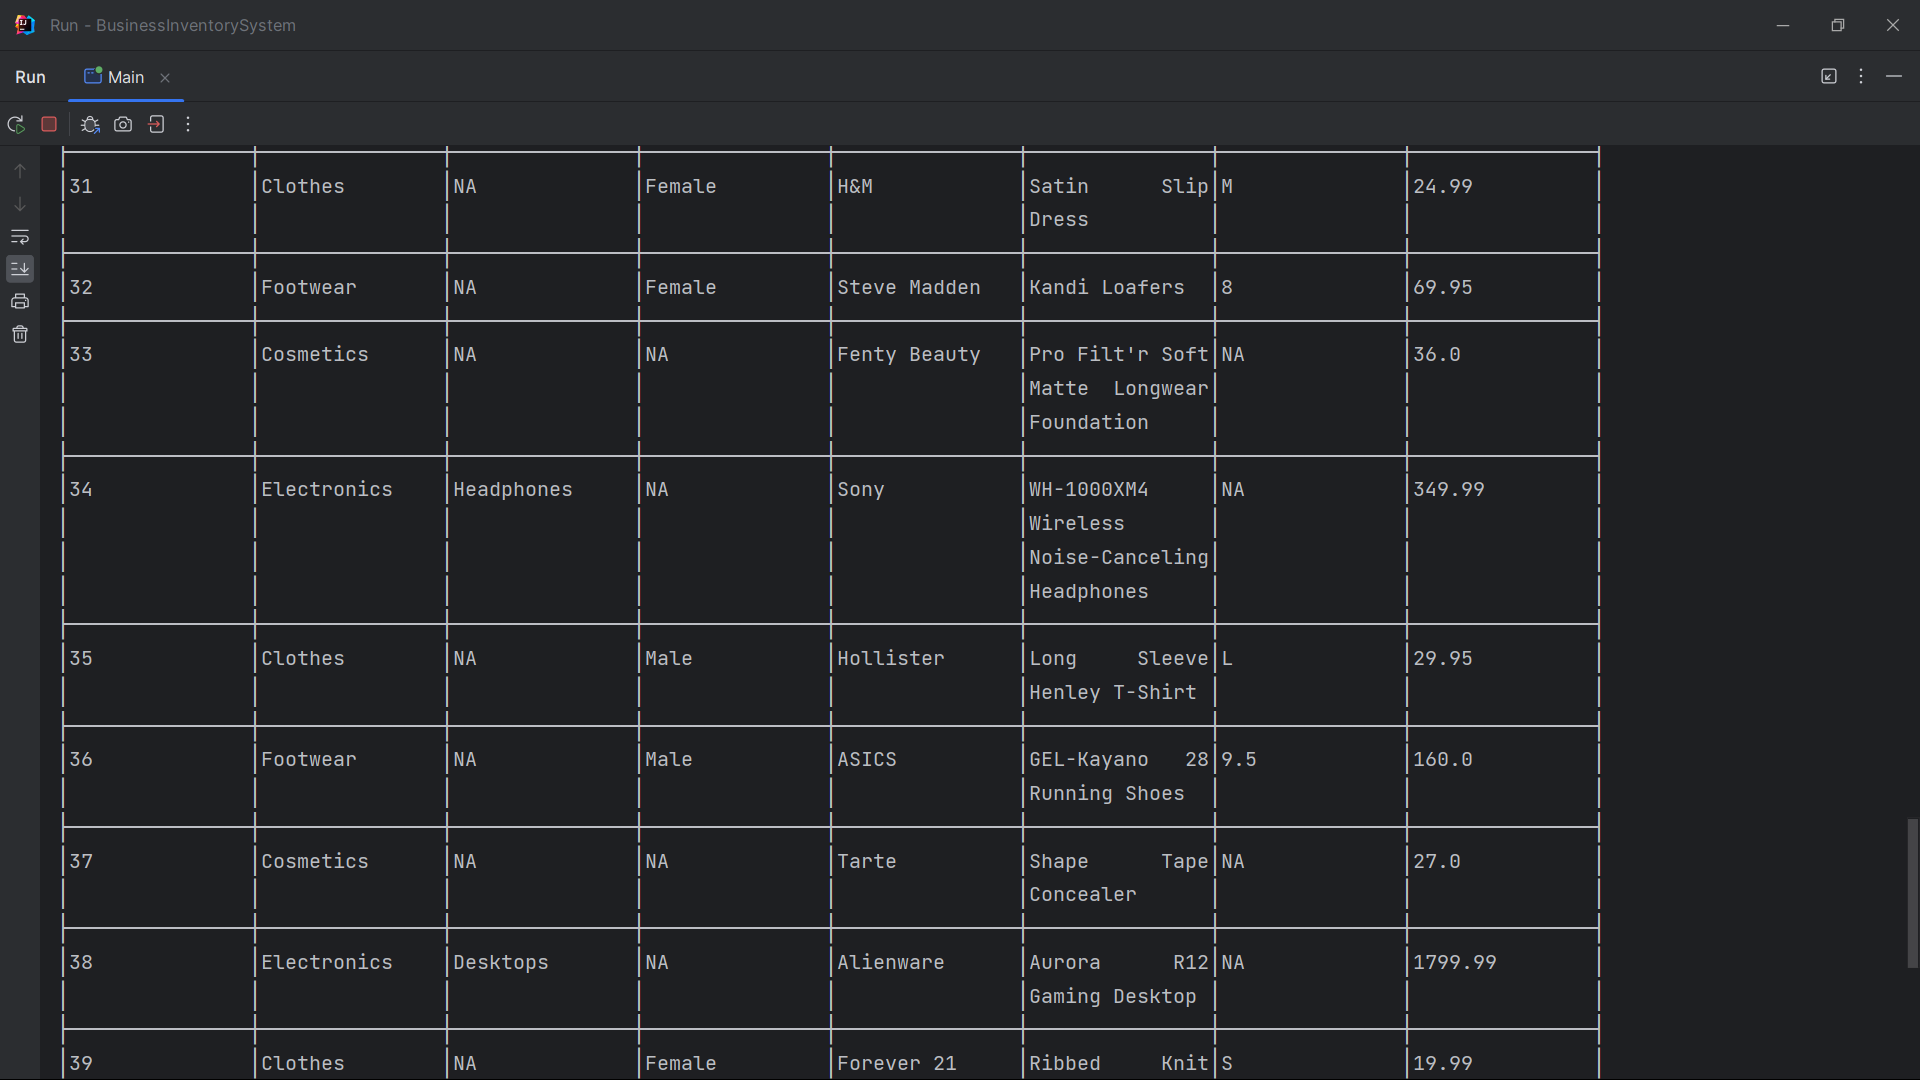 Run - BusinessInventorySystem
Run Main
31 Clothes NA Female H&M Satin Slip M 24.99
Dress
32 Footwear NA Female Steve Madden Kandi Loafers 8 69.95
33 Cosmetics NA NA Fenty Beauty Pro Filt'r Soft NA 36.0
Matte Longwear
Foundation
34 Electronics Headphones NA Sony WH-1000XM4 NA 349.99
Wireless
Noise-Canceling
Headphones
35 Clothes NA Male Hollister Long Sleeve L 29.95
Henley T-Shirt
36 Footwear NA Male ASICS GEL-Kayano 28 9.5 160.0
Running Shoes
37 Cosmetics NA NA Tarte Shape Tape NA 27.0
Concealer
38 Electronics Desktops NA Alienware Aurora R12 NA 1799.99
Gaming Desktop
39 Clothes NA Female Forever 21 Ribbed Knit S 19.99